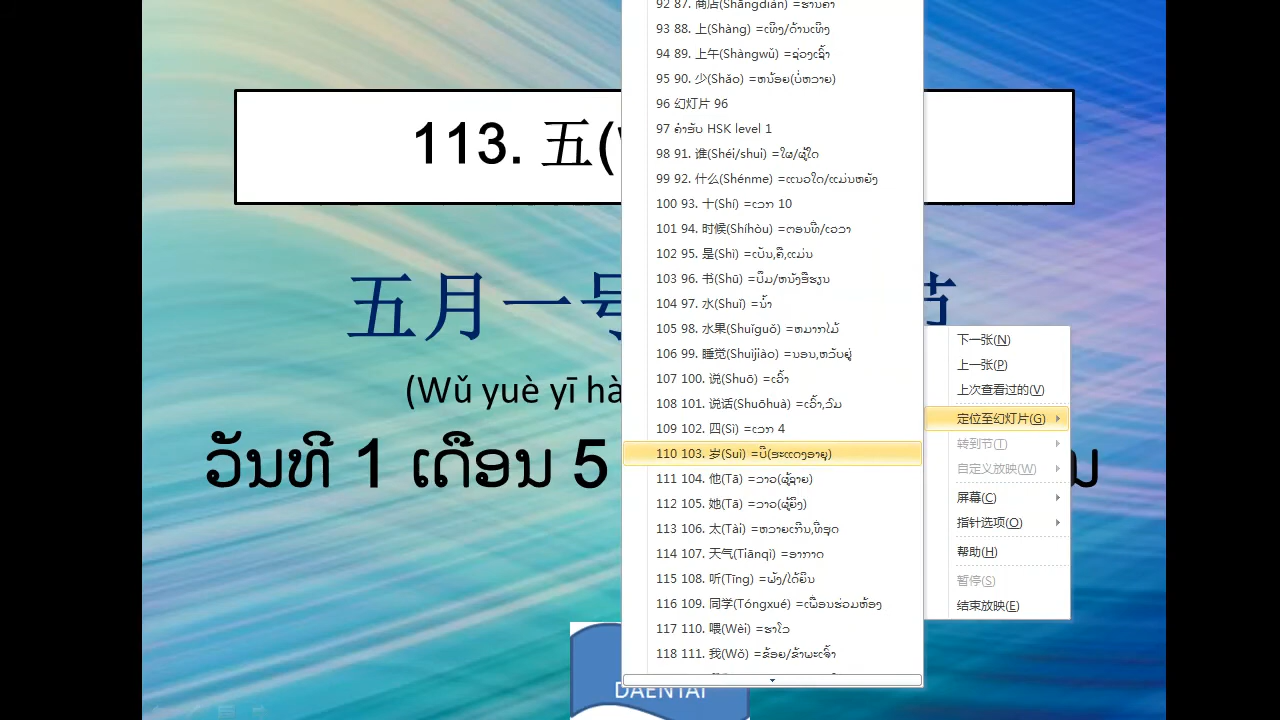 113. 五(
五月一号
节
(Wǔ yuè yī hà
ວັນທີ 1 ເດືອນ 5
ນ
DAENTAI
92 87. 商店(Shāngdiàn) =ຮ້ານຄ້າ
93 88. 上(Shàng) =ເທິງ/ດ້ານເທິງ
94 89. 上午(Shàngwǔ) =ຊ່ວງເຊົ້າ
95 90. 少(Shǎo) =ຫນ້ອຍ(ບໍ່ຫວາຍ)
96 幻灯片 96
97 ຄຳສັບ HSK level 1
98 91. 谁(Shéi/shui) =ໃຜ/ຜູ້ໃດ
99 92. 什么(Shénme) =ແນວໃດ/ແມ່ນຫຍັງ
100 93. 十(Shí) =ເລກ 10
101 94. 时候(Shíhòu) =ຕອນທີ່/ເວລາ
102 95. 是(Shì) =ເປັນ,ຄື,ແມ່ນ
103 96. 书(Shū) =ປຶ້ມ/ຫນັງສືຮຽນ
104 97. 水(Shuǐ) =ນ້ຳ
105 98. 水果(Shuǐguǒ) =ຫມາກໄມ້
106 99. 睡觉(Shuìjiào) =ນອນ,ຫລັບຢູ່
107 100. 说(Shuō) =ເວົ້າ
108 101. 说话(Shuōhuà) =ເວົ້າ,ລົມ
109 102. 四(Sì) =ເລກ 4
110 103. 岁(Suì) =ປີ(ສະແດງອາຍຸ)
111 104. 他(Tā) =ລາວ(ຜູ້ຊາຍ)
112 105. 她(Tā) =ລາວ(ຜູ້ຍິງ)
113 106. 太(Tài) =ຫລາຍເກີນ,ທີ່ສຸດ
114 107. 天气(Tiānqì) =ອາກາດ
115 108. 听(Tīng) =ຟັງ/ໄດ້ຍິນ
116 109. 同学(Tóngxué) =ເພື່ອນຮ່ວມຫ້ອງ
117 110. 喂(Wèi) =ຮາໂລ
118 111. 我(Wǒ) =ຂ້ອຍ/ຂ້າພະເຈົ້າ
下一张(N)
上一张(P)
上次查看过的(V)
定位至幻灯片(G)
转到节(T)
自定义放映(W)
屏幕(C)
指针选项(O)
帮助(H)
暂停(S)
结束放映(E)